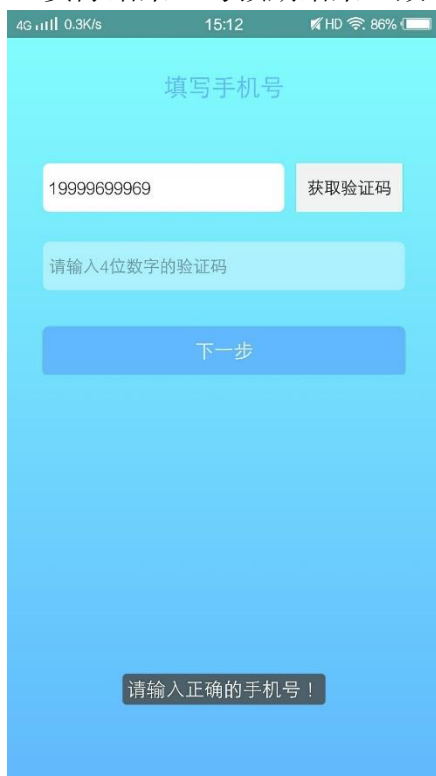 4G 0.3K/s 15:12 HD 86%
填写手机号
19999699969 获取验证码
请输入4位数字的验证码
下一步
请输入正确的手机号！